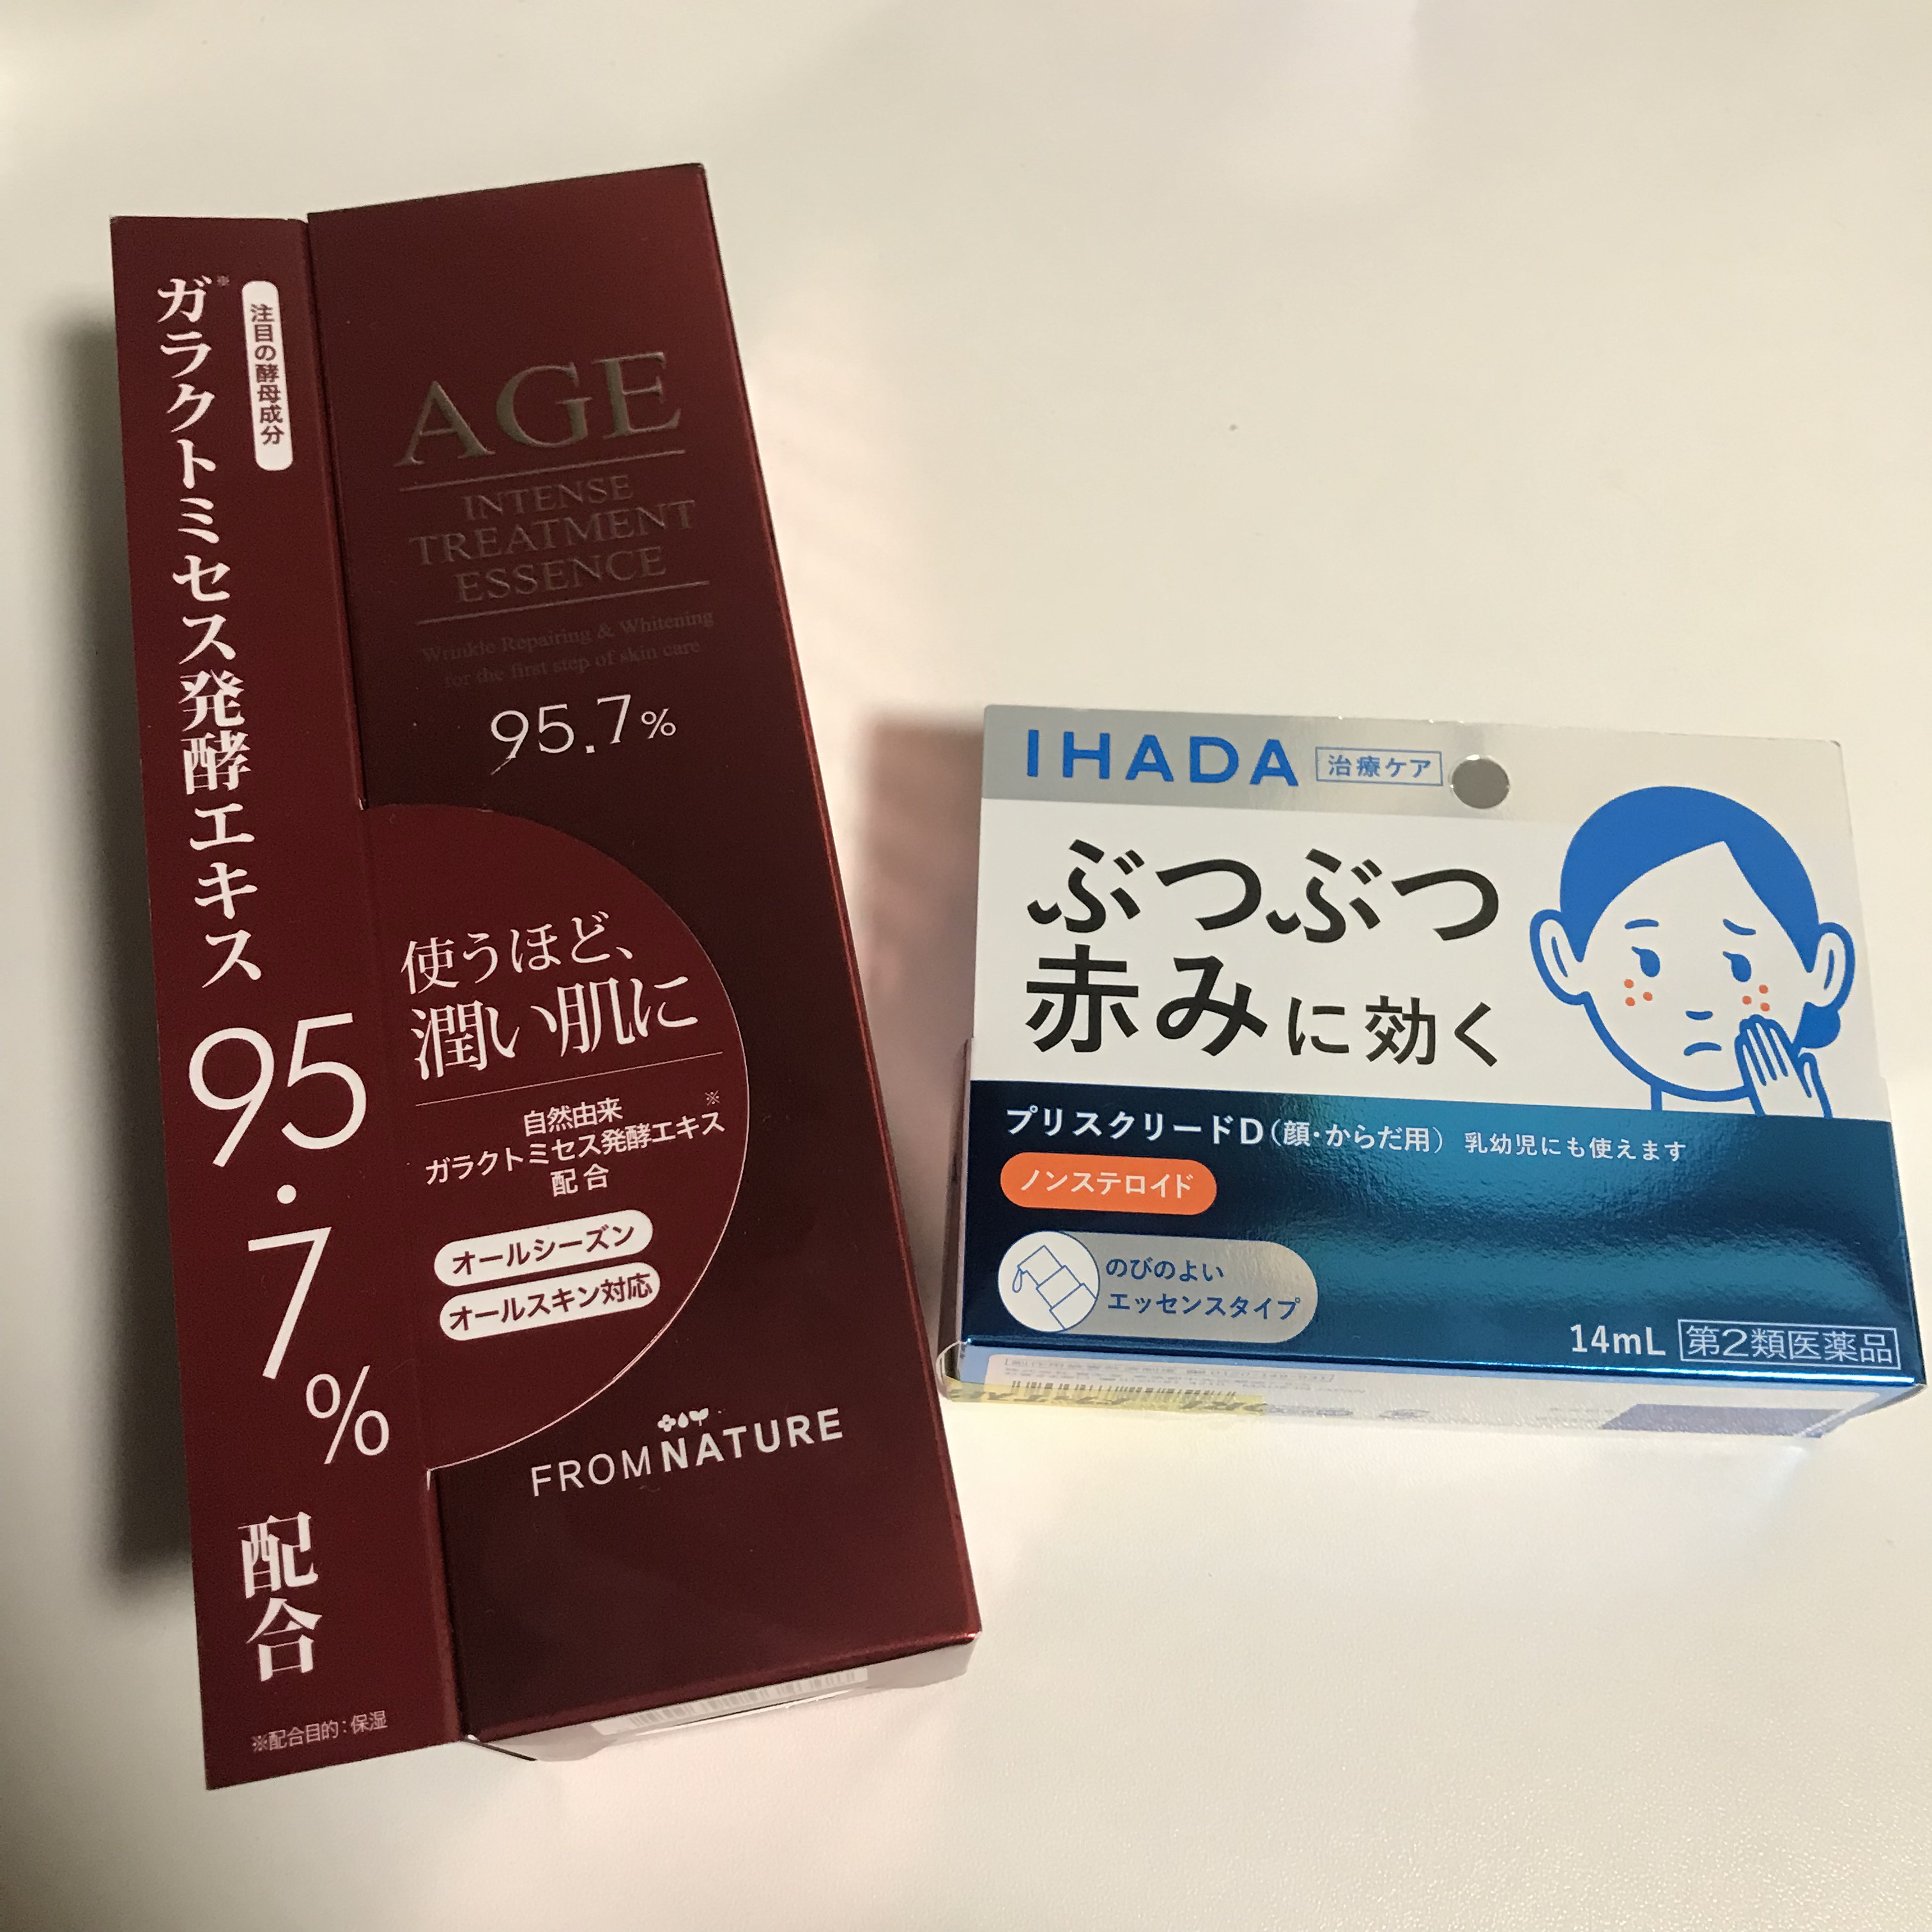 注目の酵母成分
ガラクトミセス発酵エキス※
95.7%
配合
※配合目的:保湿
AGE
INTENSE
TREATMENT
ESSENCE
Wrinkle Repairing & Whitening
for the first step of skin care
95.7%
使うほど、
潤い肌に
自然由来
ガラクトミセス発酵エキス※
配合
オールシーズン
オールスキン対応
FROMNATURE
IHADA 治療ケア
ぶつぶつ
赤みに効く
プリスクリードD(顔・からだ用) 乳幼児にも使えます
ノンステロイド
のびのよい
エッセンスタイプ
14mL 第2類医薬品